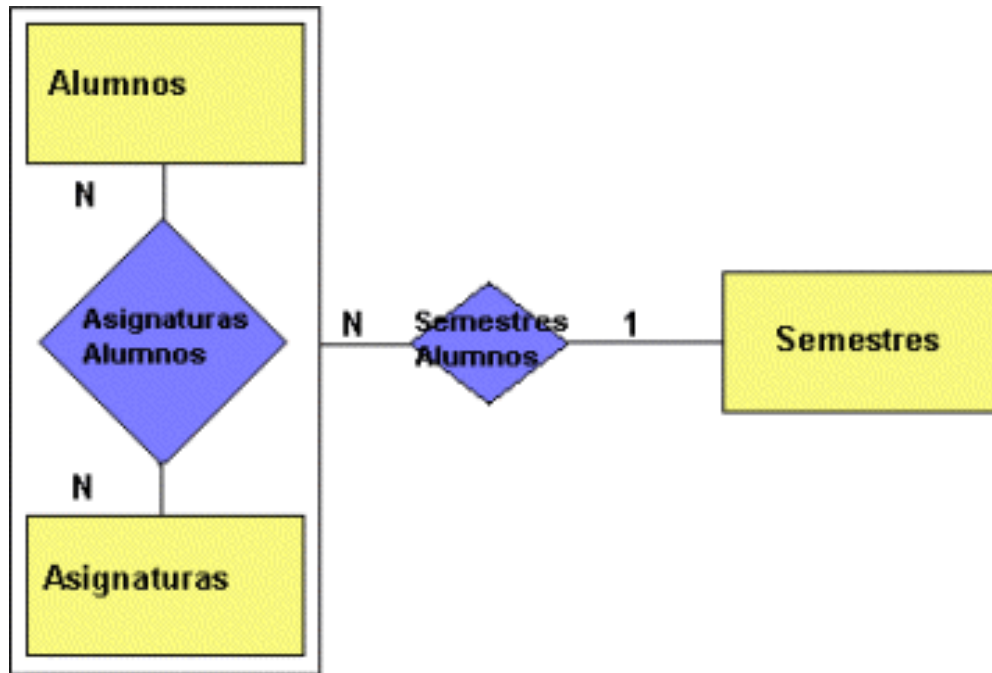 Alumnos
N
Asignaturas
Alumnos
N
Asignaturas
N
Semestres
Alumnos
1
Semestres